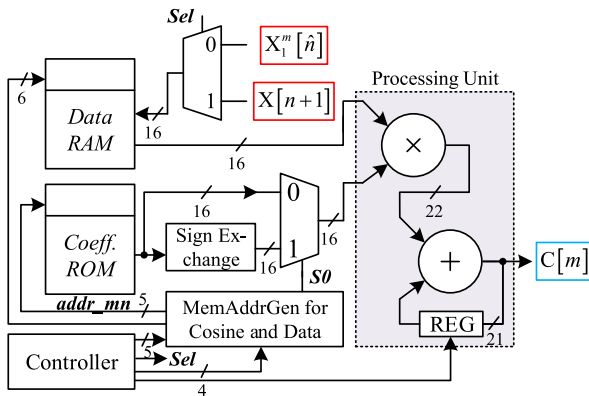 Sel
0
X₁ᵐ[n̂]
1
X[n+1]
6
16
Data
RAM
16
Processing Unit
×
Coeff.
ROM
16
0
Sign Ex-
change
16
1
16
S0
22
+
C[m]
REG
21
addr_mn
5
MemAddrGen for
Cosine and Data
Controller
5
Sel
4